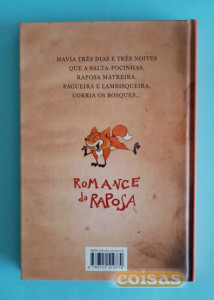 HAVIA TRÊS DIAS E TRÊS NOITES
QUE A SALTA-POCINHAS,
RAPOSA MATREIRA,
FAGUEIRA E LAMBISQUEIRA,
CORRIA OS BOSQUES...
ROMANCE
da RAPOSA
coisas